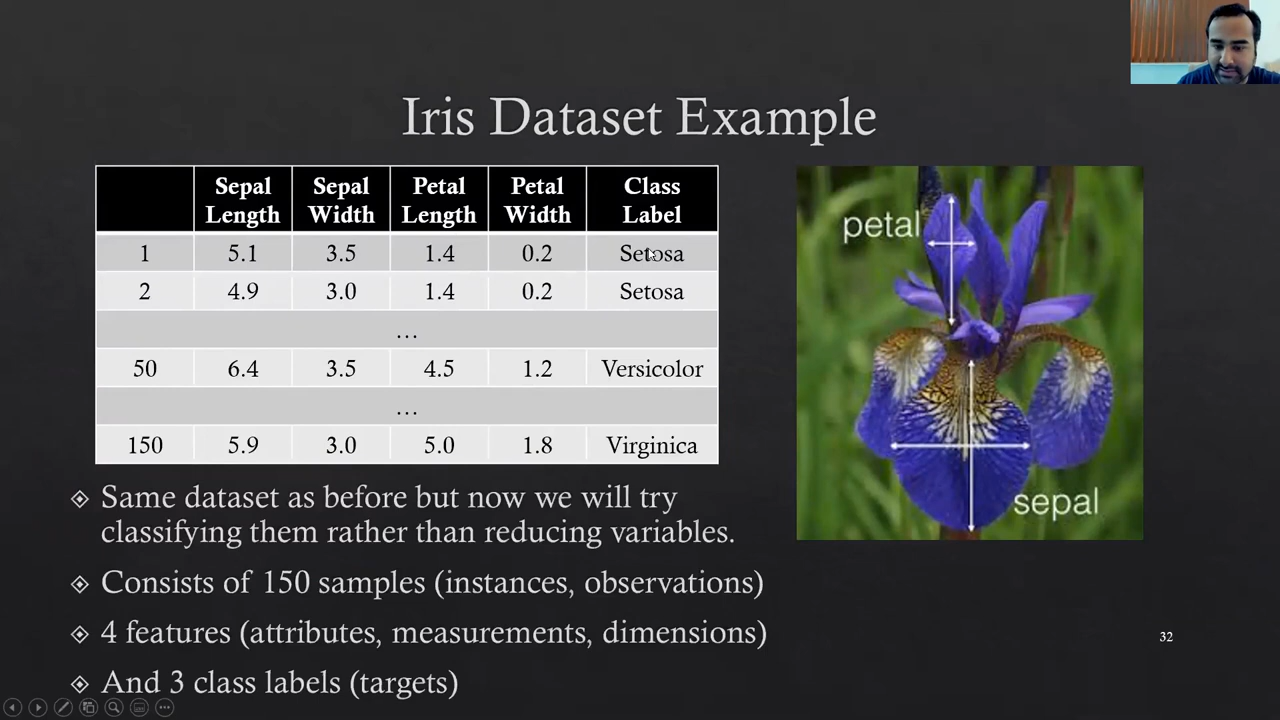 Iris Dataset Example
Sepal Length Sepal Width Petal Length Petal Width Class Label
1 5.1 3.5 1.4 0.2 Setosa
2 4.9 3.0 1.4 0.2 Setosa
…
50 6.4 3.5 4.5 1.2 Versicolor
…
150 5.9 3.0 5.0 1.8 Virginica
petal
sepal
Same dataset as before but now we will try
classifying them rather than reducing variables.
Consists of 150 samples (instances, observations)
4 features (attributes, measurements, dimensions)
And 3 class labels (targets)
32